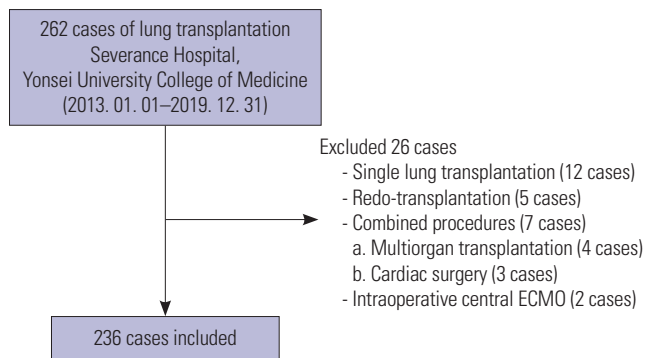 262 cases of lung transplantation
Severance Hospital,
Yonsei University College of Medicine
(2013. 01. 01–2019. 12. 31)
Excluded 26 cases
- Single lung transplantation (12 cases)
- Redo-transplantation (5 cases)
- Combined procedures (7 cases)
a. Multiorgan transplantation (4 cases)
b. Cardiac surgery (3 cases)
- Intraoperative central ECMO (2 cases)
236 cases included